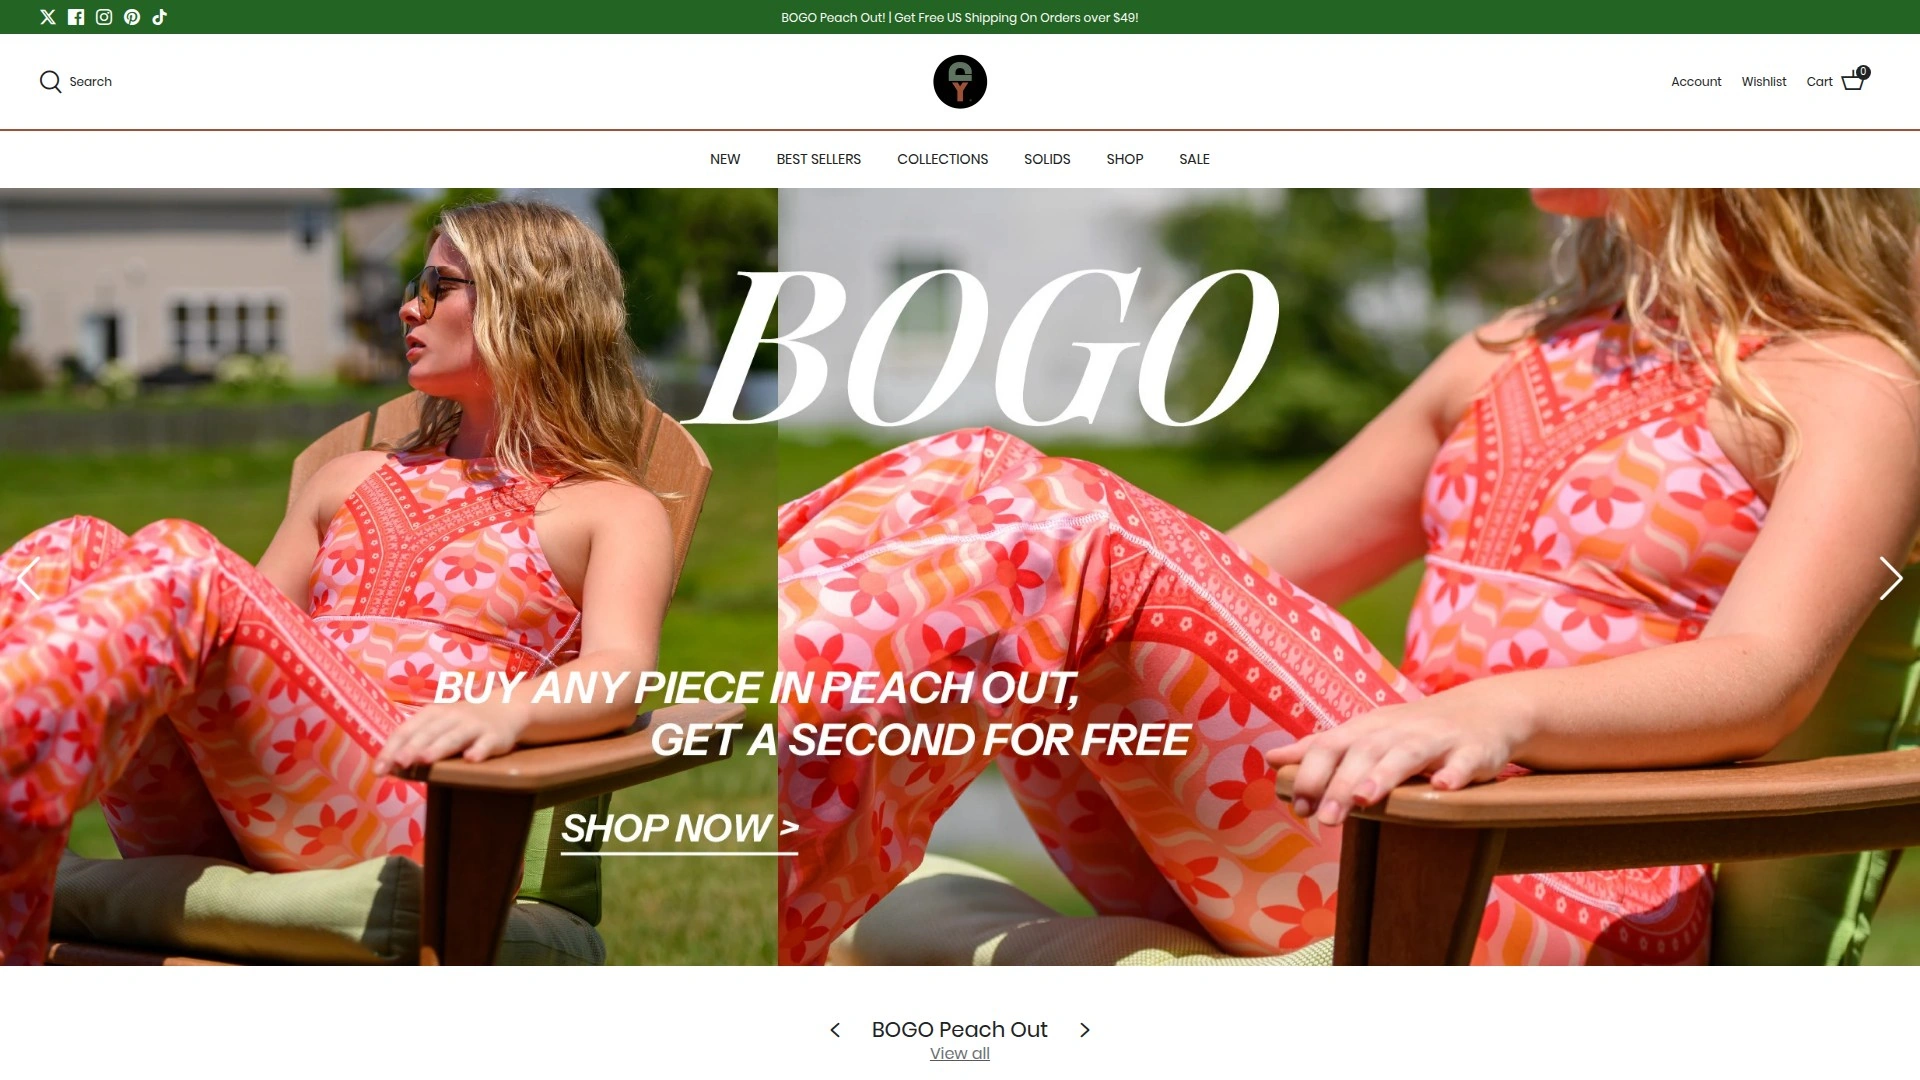 BOGO Peach Out! | Get Free US Shipping On Orders over $49!
Search
DY
Account Wishlist Cart 0
NEW BEST SELLERS COLLECTIONS SOLIDS SHOP SALE
BOGO
BUY ANY PIECE IN PEACH OUT,
GET A SECOND FOR FREE
SHOP NOW >
< BOGO Peach Out >
View all